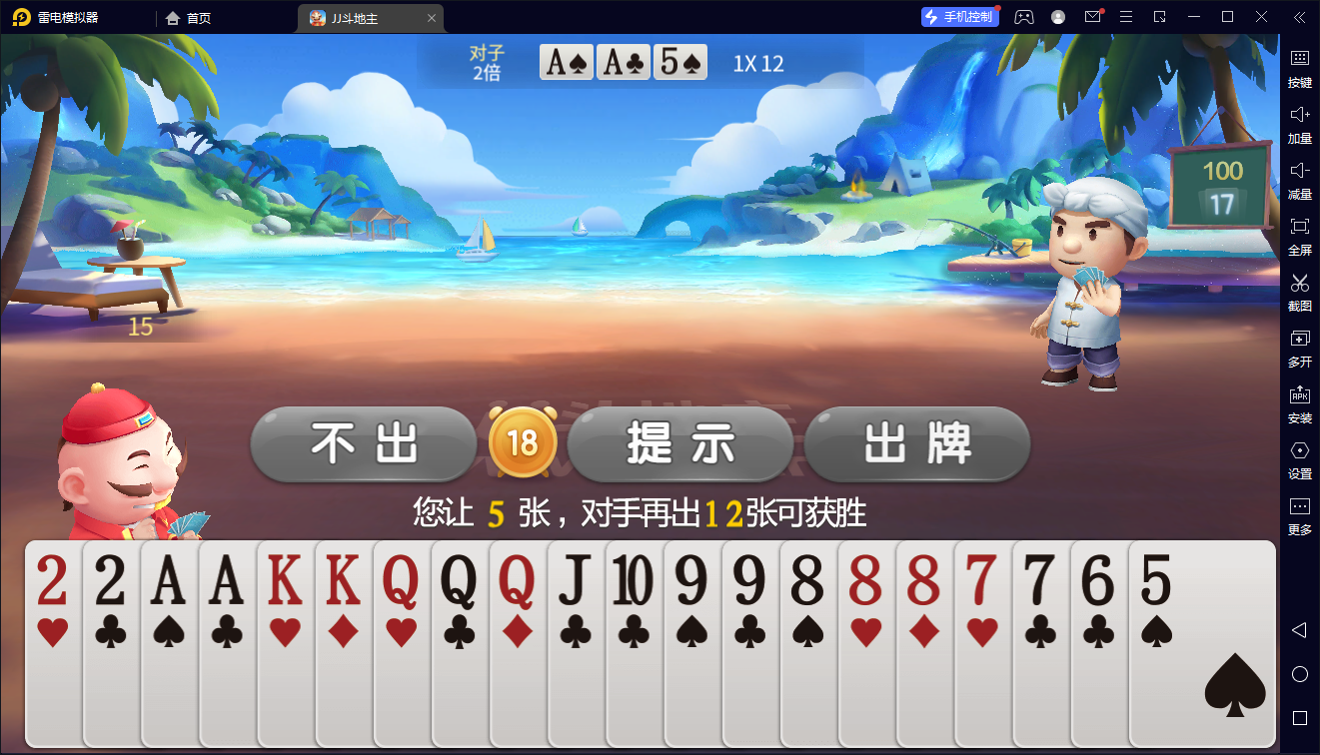 雷电模拟器
首页
JJ斗地主
手机控制
对子
2倍
A A 5
1X12
100
17
15
不出
18
提示
出牌
您让 5 张，对手再出12张可获胜
2 2 A A K K Q Q Q J 10 9 9 8 8 8 7 7 6 5
按键
加量
减量
全屏
截图
多开
APK
安装
设置
更多